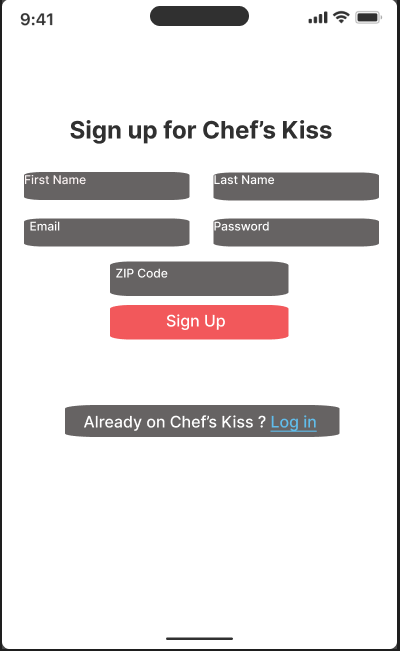 9:41
Sign up for Chef’s Kiss
First Name
Last Name
Email
Password
ZIP Code
Sign Up
Already on Chef’s Kiss ? Log in